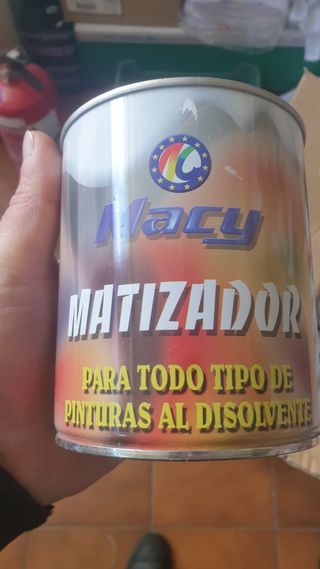 Macy
MATIZADOR
PARA TODO TIPO DE
PINTURAS AL DISOLVENTE